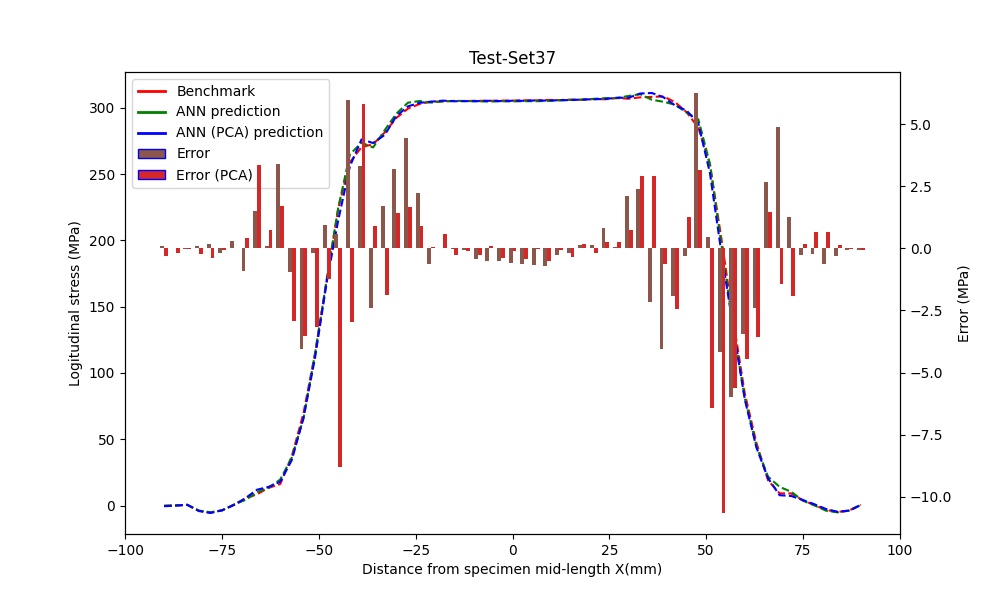 Test-Set37
Benchmark
ANN prediction
ANN (PCA) prediction
Error
Error (PCA)
Logitudinal stress (MPa)
300
250
200
150
100
50
0
5.0
2.5
0.0
−2.5
−5.0
−7.5
−10.0
Error (MPa)
−100
−75
−50
−25
0
25
50
75
100
Distance from specimen mid-length X(mm)